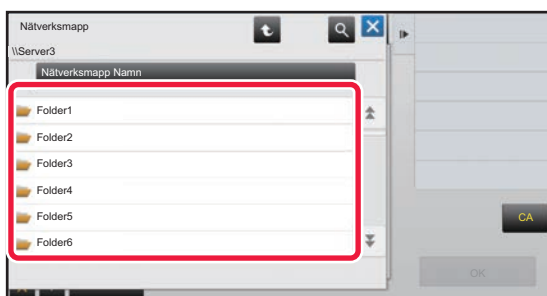 Nätverksmapp
\\Server3
Nätverksmapp Namn
Folder1
Folder2
Folder3
Folder4
Folder5
Folder6
CA
OK